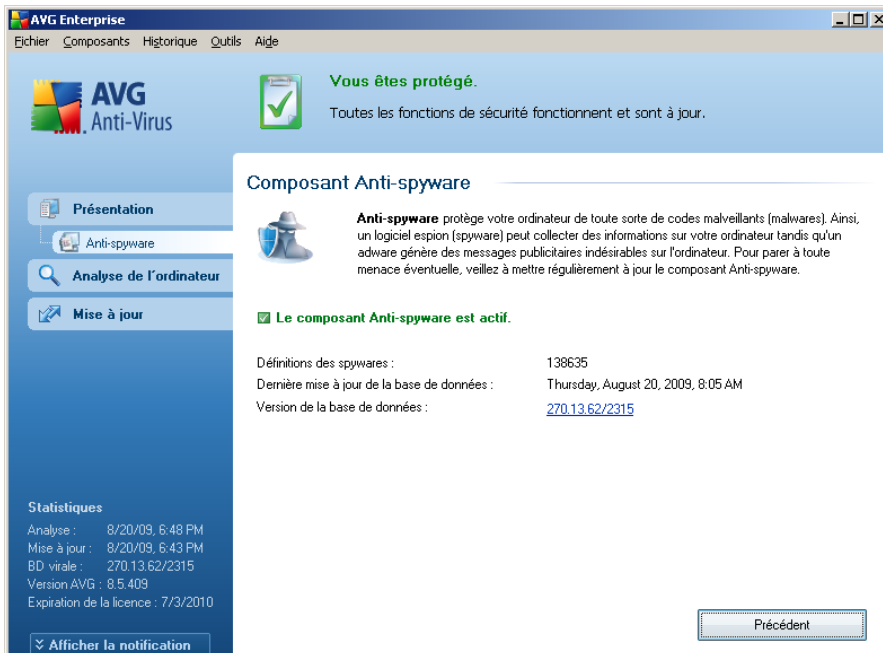 AVG Enterprise
Fichier Composants Historique Outils Aide
AVG
Anti-Virus
Vous êtes protégé.
Toutes les fonctions de sécurité fonctionnent et sont à jour.
Présentation
Anti-spyware
Analyse de l'ordinateur
Mise à jour
Composant Anti-spyware
Anti-spyware protège votre ordinateur de toute sorte de codes malveillants (malwares). Ainsi,
un logiciel espion (spyware) peut collecter des informations sur votre ordinateur tandis qu'un
adware génère des messages publicitaires indésirables sur l'ordinateur. Pour parer à toute
menace éventuelle, veillez à mettre régulièrement à jour le composant Anti-spyware.
Le composant Anti-spyware est actif.
Définitions des spywares : 138635
Dernière mise à jour de la base de données : Thursday, August 20, 2009, 8:05 AM
Version de la base de données : 270.13.62/2315
Statistiques
Analyse : 8/20/09, 6:48 PM
Mise à jour : 8/20/09, 6:43 PM
BD virale : 270.13.62/2315
Version AVG : 8.5.409
Expiration de la licence : 7/3/2010
Afficher la notification
Précédent